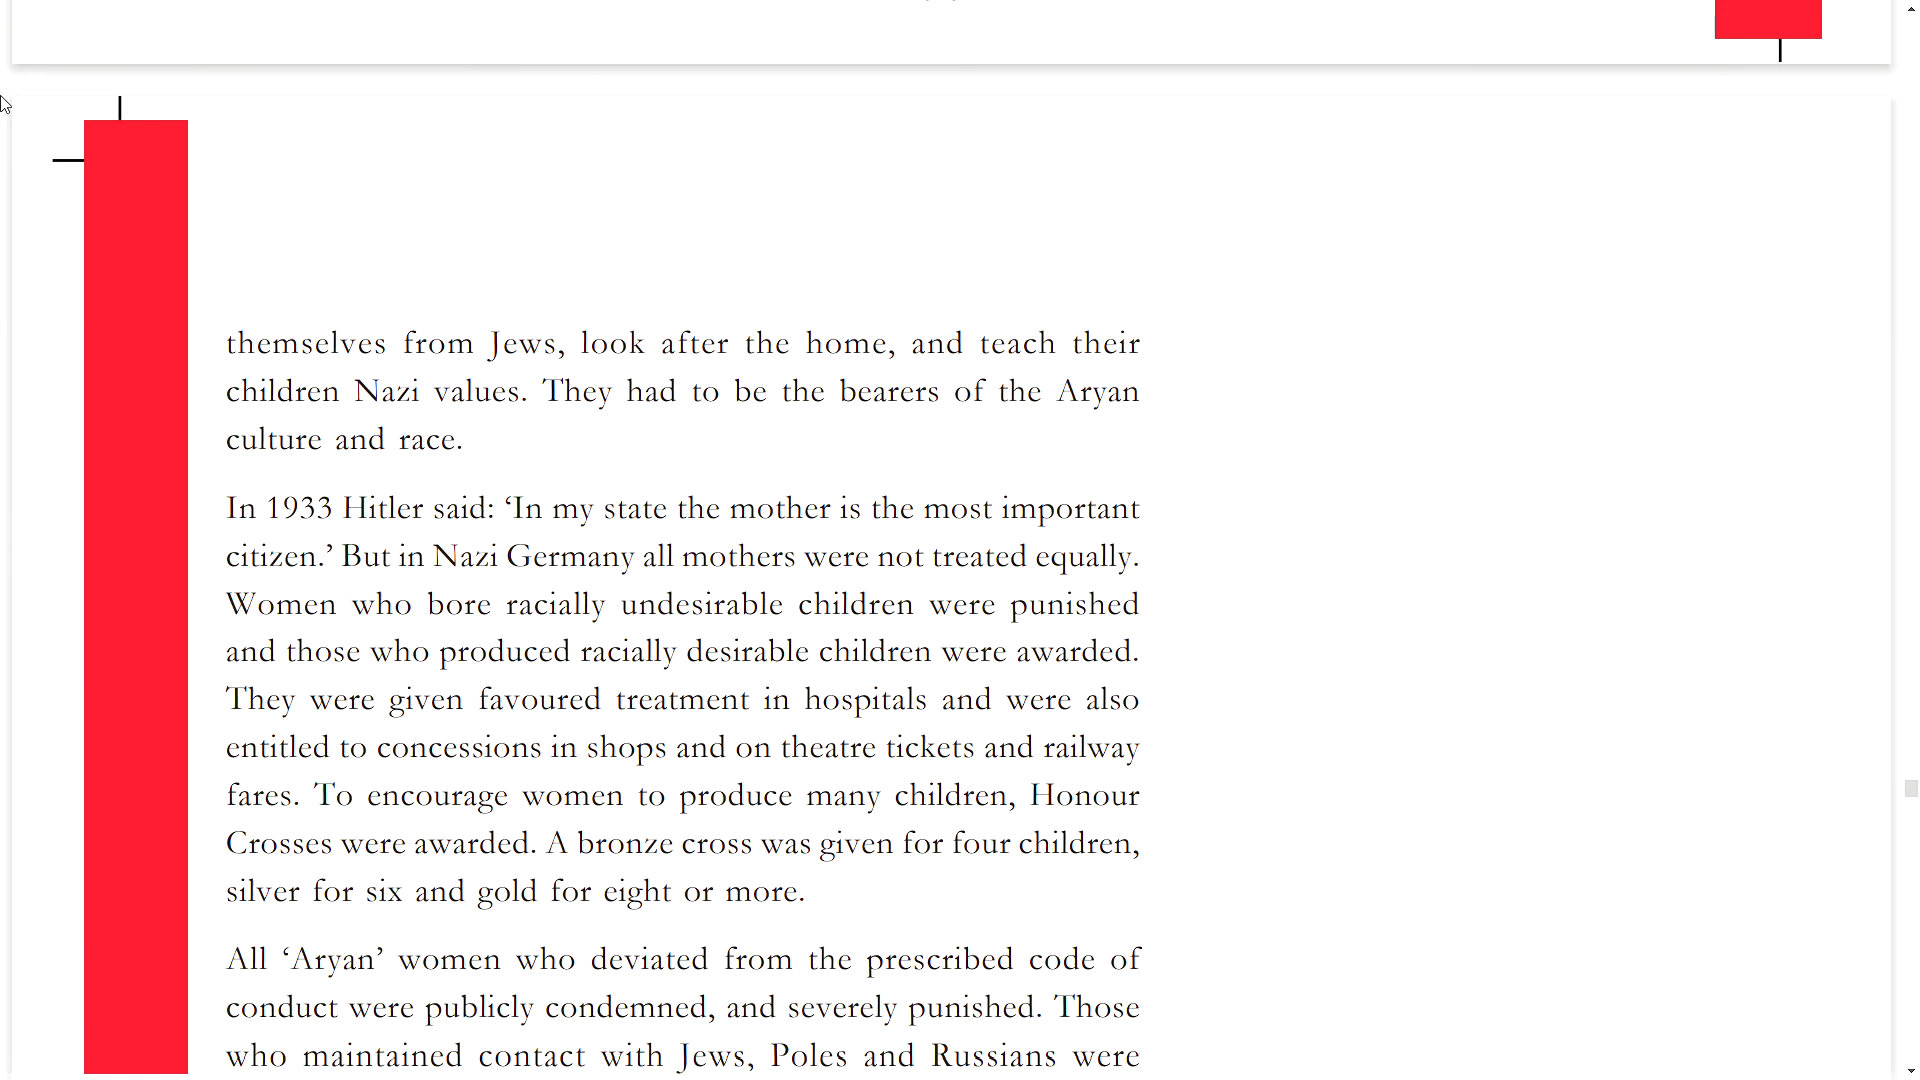 themselves from Jews, look after the home, and teach their
children Nazi values. They had to be the bearers of the Aryan
culture and race.
In 1933 Hitler said: ‘In my state the mother is the most important
citizen.’ But in Nazi Germany all mothers were not treated equally.
Women who bore racially undesirable children were punished
and those who produced racially desirable children were awarded.
They were given favoured treatment in hospitals and were also
entitled to concessions in shops and on theatre tickets and railway
fares. To encourage women to produce many children, Honour
Crosses were awarded. A bronze cross was given for four children,
silver for six and gold for eight or more.
All ‘Aryan’ women who deviated from the prescribed code of
conduct were publicly condemned, and severely punished. Those
who maintained contact with Jews, Poles and Russians were